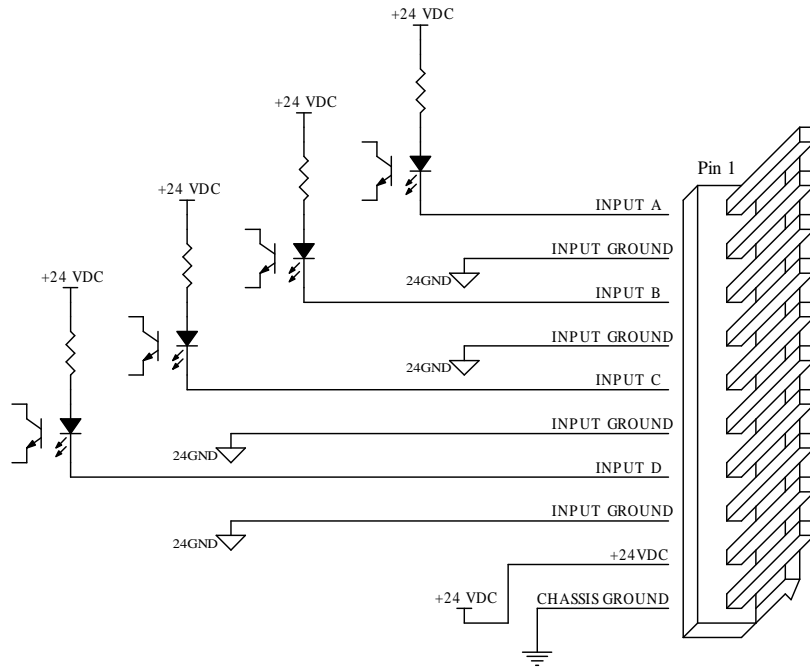 +24 VDC
+24 VDC
Pin 1
+24 VDC
INPUT A
INPUT GROUND
+24 VDC
24GND
INPUT B
INPUT GROUND
24GND
INPUT C
INPUT GROUND
24GND
INPUT D
INPUT GROUND
24GND
+24VDC
+24 VDC
CHASSIS GROUND